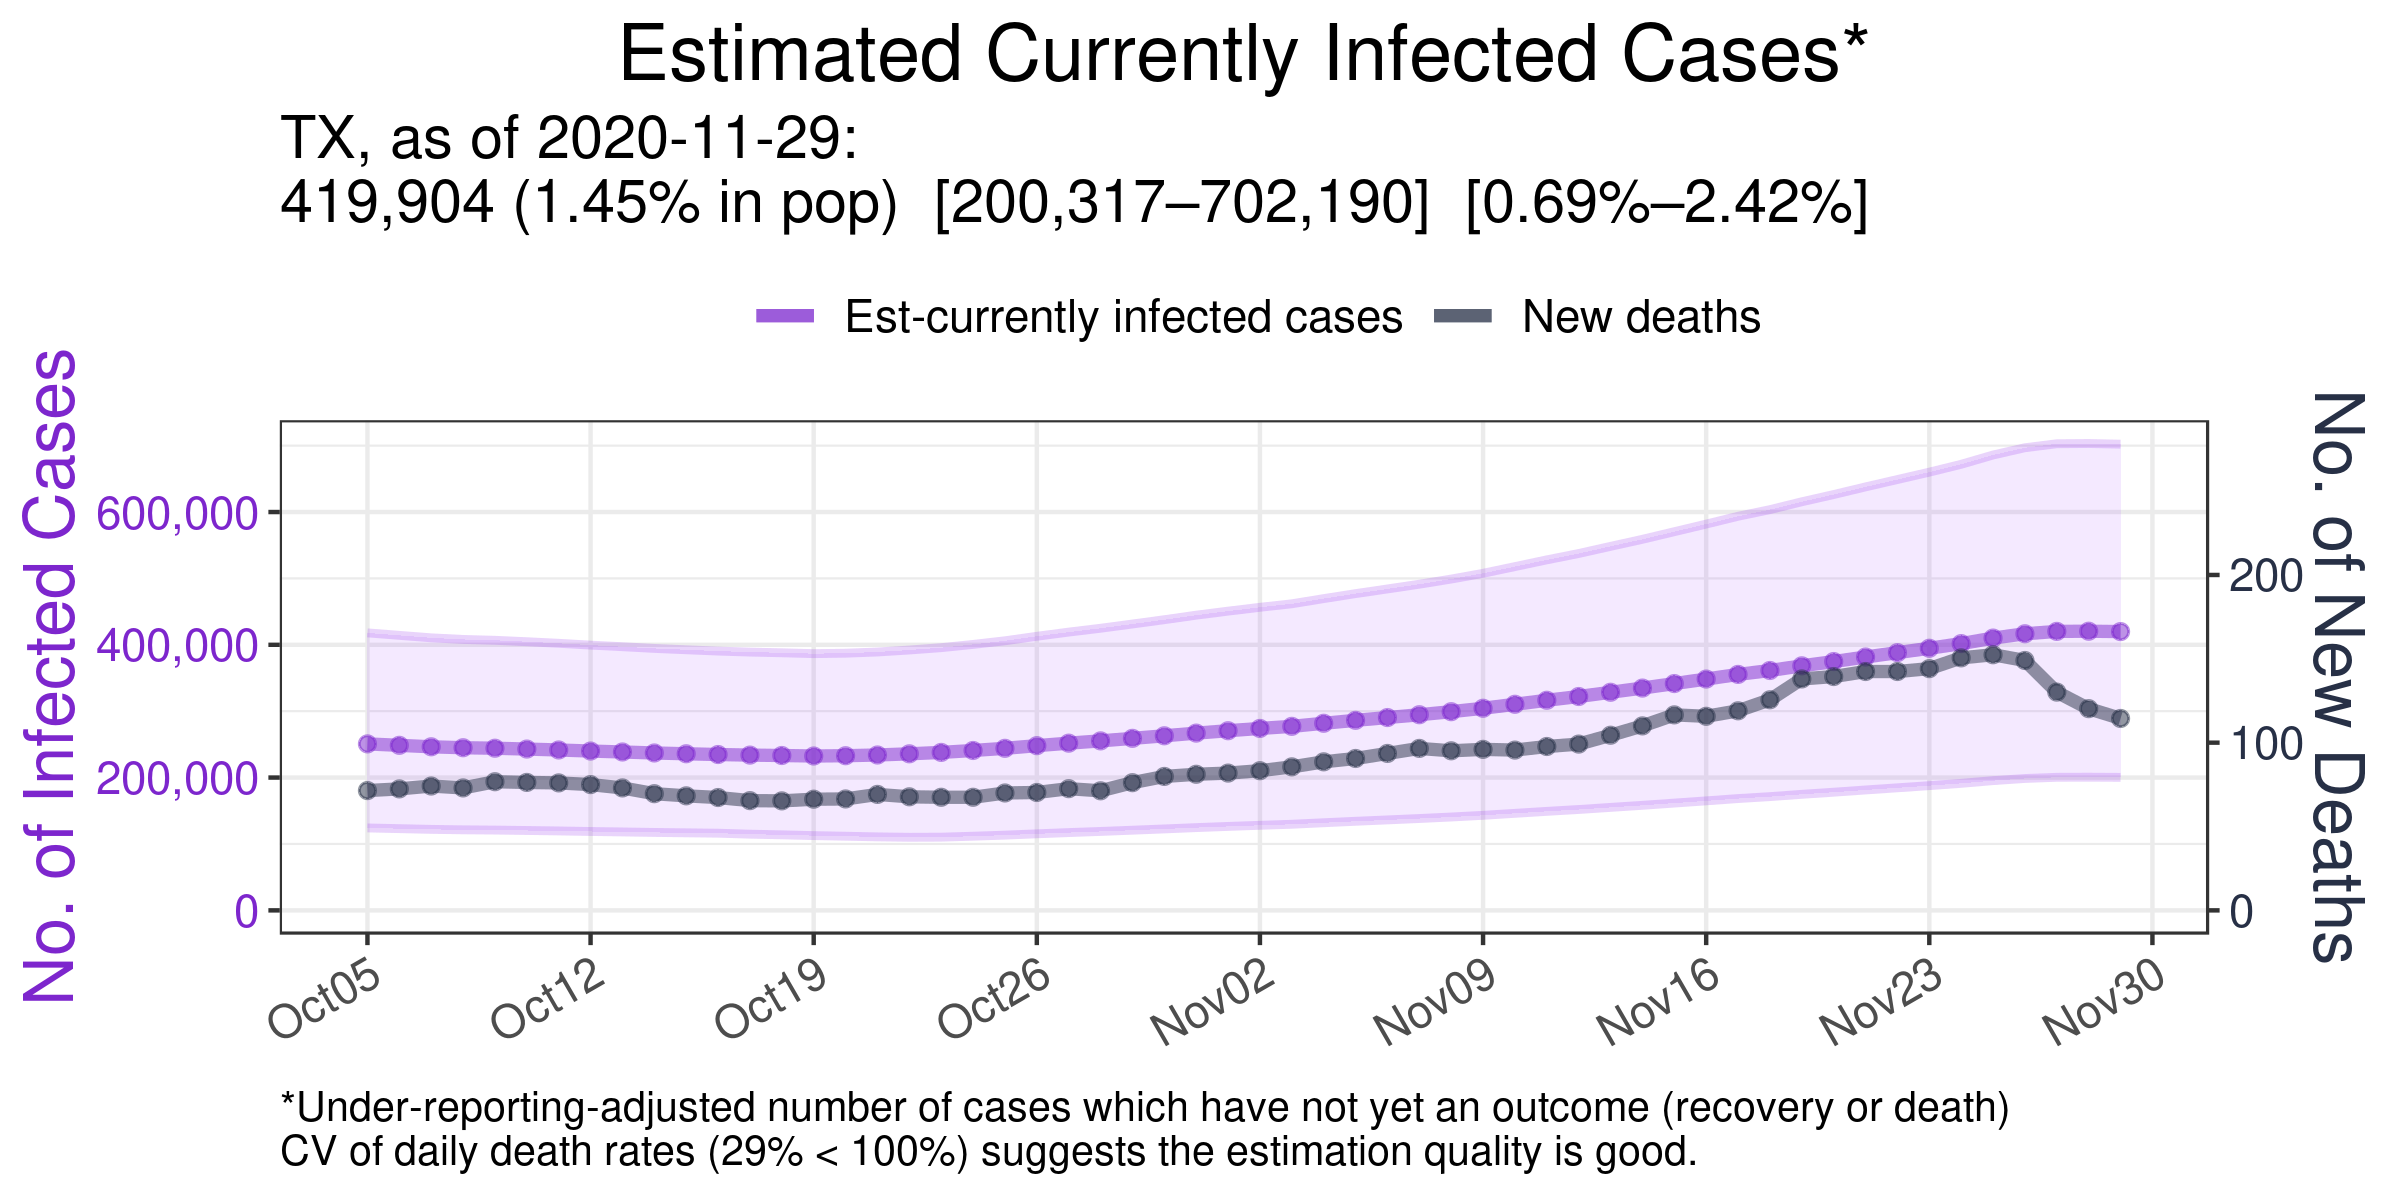 Estimated Currently Infected Cases*
TX, as of 2020-11-29:
419,904 (1.45% in pop) [200,317–702,190] [0.69%–2.42%]
Est-currently infected cases
New deaths
No. of Infected Cases
600,000
400,000
200,000
0
200
100
0
No. of New Deaths
Oct05
Oct12
Oct19
Oct26
Nov02
Nov09
Nov16
Nov23
Nov30
*Under-reporting-adjusted number of cases which have not yet an outcome (recovery or death)
CV of daily death rates (29% < 100%) suggests the estimation quality is good.